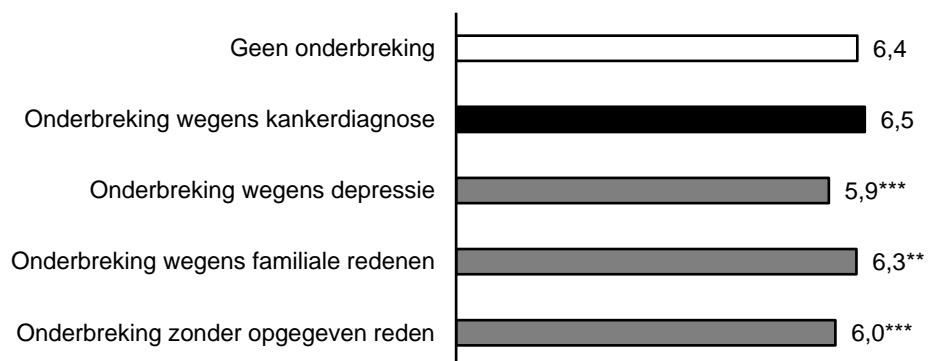 Geen onderbreking 6,4
Onderbreking wegens kankerdiagnose 6,5
Onderbreking wegens depressie 5,9***
Onderbreking wegens familiale redenen 6,3**
Onderbreking zonder opgegeven reden 6,0***